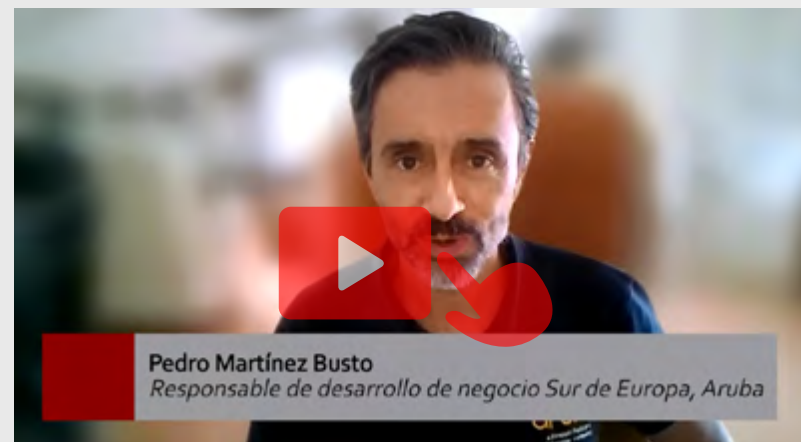 Pedro Martínez Busto
Responsable de desarrollo de negocio Sur de Europa, Aruba